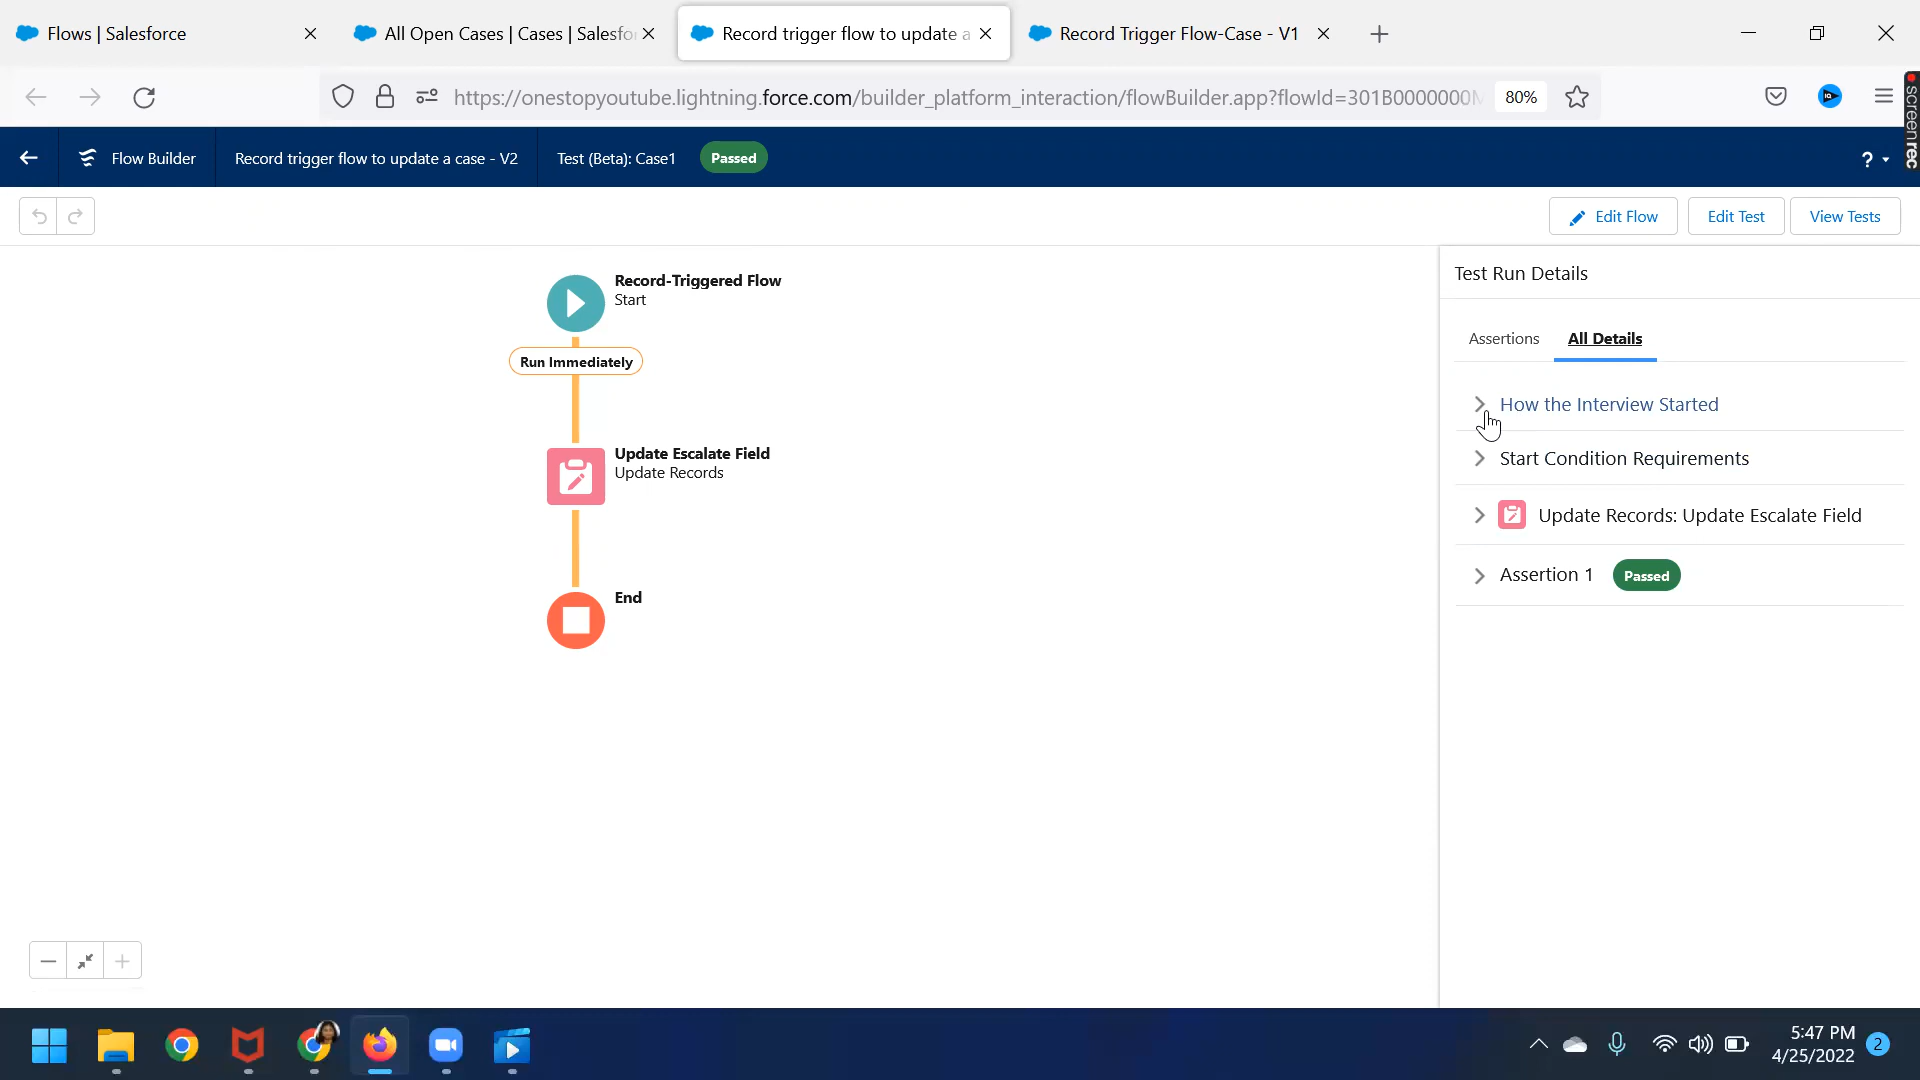 Flows | Salesforce
All Open Cases | Cases | Salesfo
Record trigger flow to update a
Record Trigger Flow-Case - V1
https://onestopyoutube.lightning.force.com/builder_platform_interaction/flowBuilder.app?flowId=301B0000000
80%
screenrec
Flow Builder
Record trigger flow to update a case - V2
Test (Beta): Case1
Passed
?
Edit Flow
Edit Test
View Tests
Record-Triggered Flow
Start
Run Immediately
Update Escalate Field
Update Records
End
Test Run Details
Assertions
All Details
How the Interview Started
Start Condition Requirements
Update Records: Update Escalate Field
Assertion 1
Passed
5:47 PM
4/25/2022
2